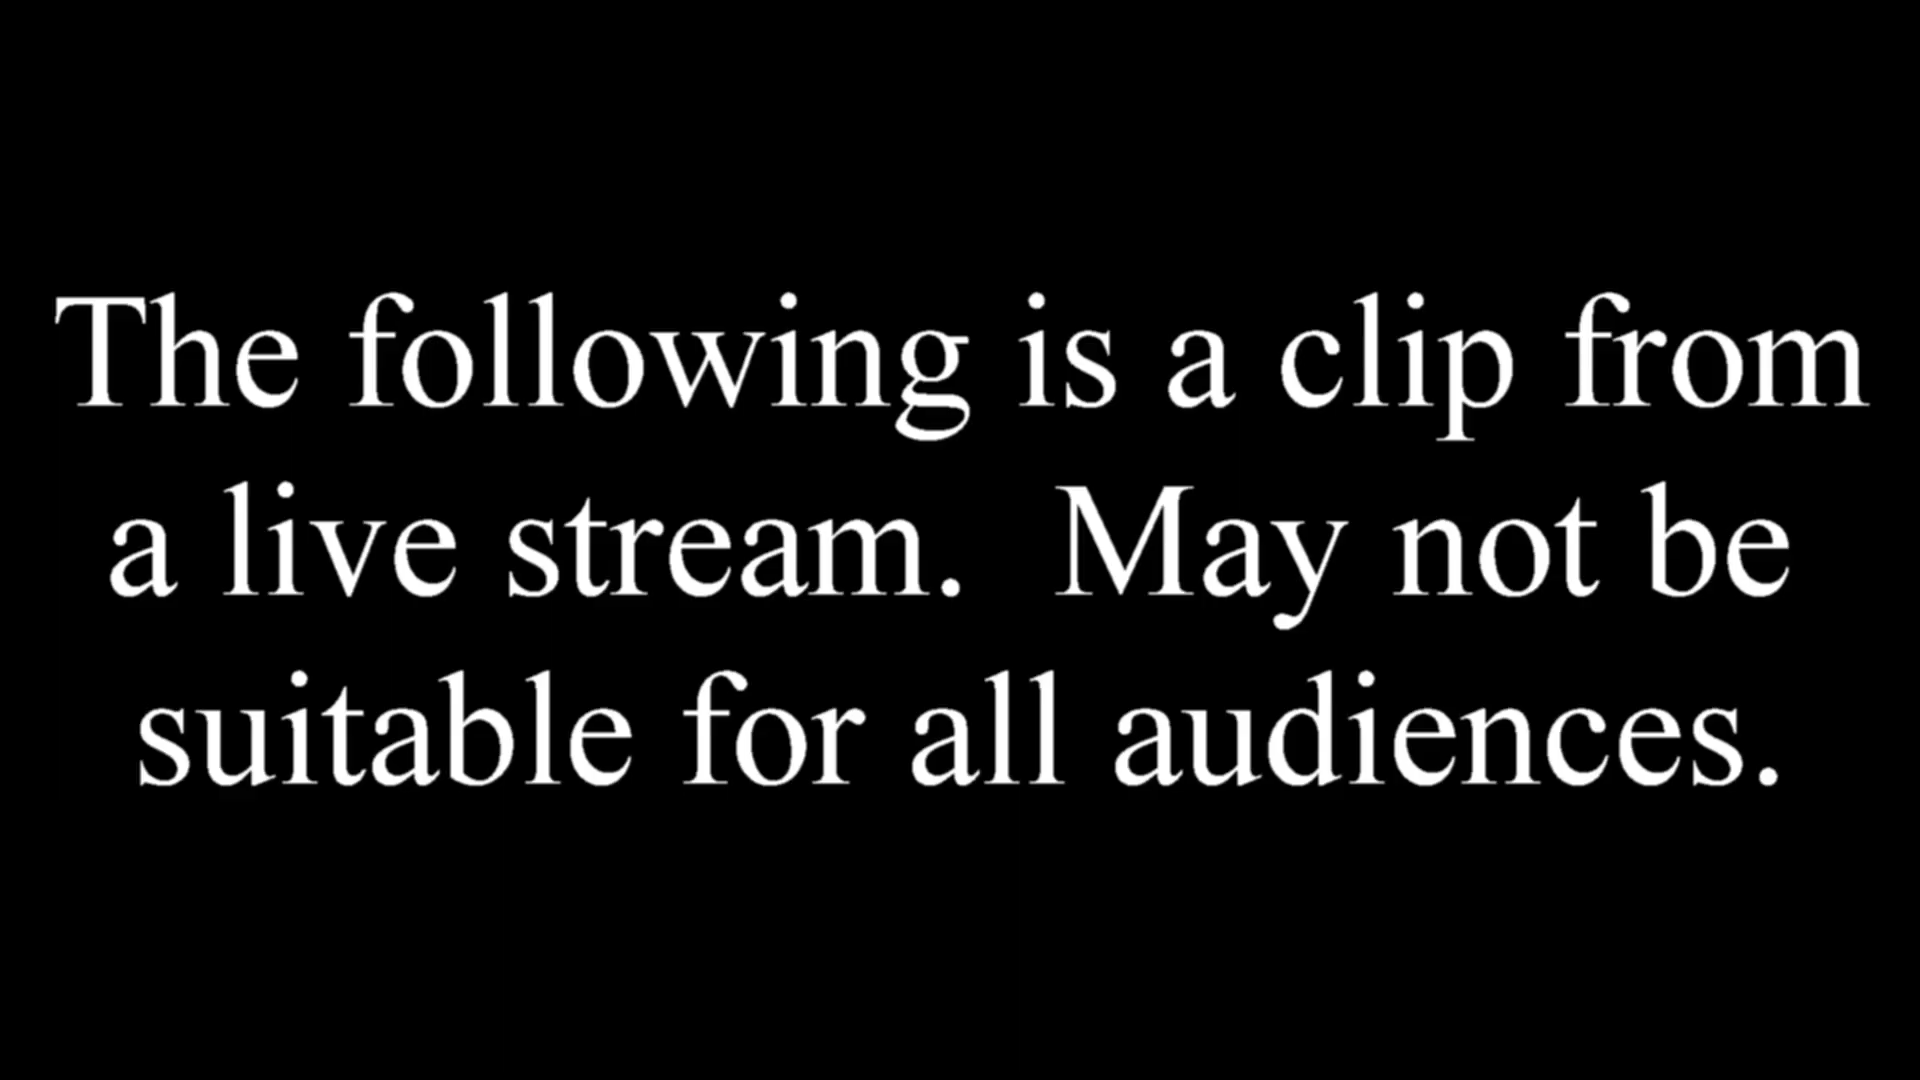 The following is a clip from
a live stream.  May not be
suitable for all audiences.